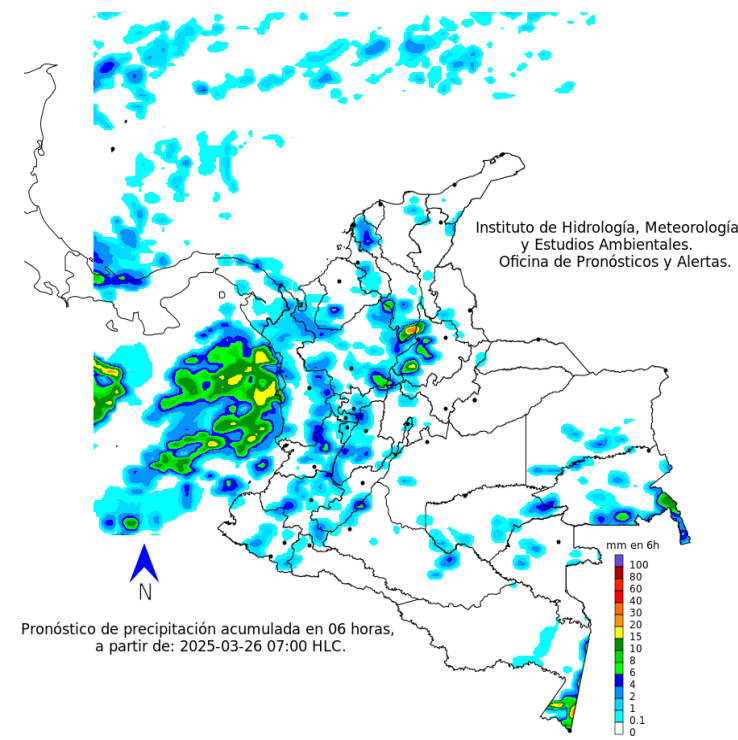 Instituto de Hidrología, Meteorología
y Estudios Ambientales.
Oficina de Pronósticos y Alertas.
mm en 6h
100
80
60
40
30
20
15
10
8
6
4
2
1
0.1
0
N
Pronóstico de precipitación acumulada en 06 horas,
a partir de: 2025-03-26 07:00 HLC.